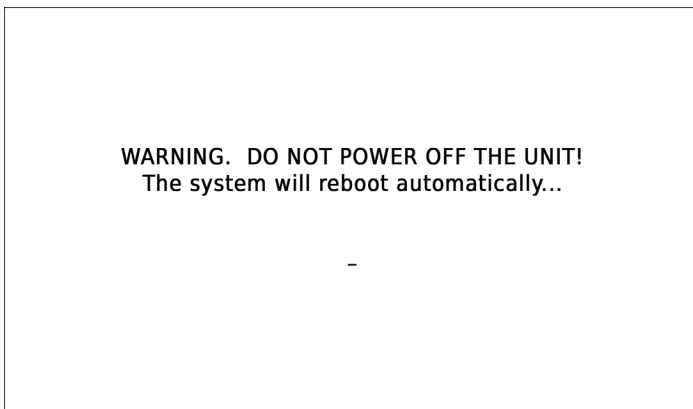 WARNING.  DO NOT POWER OFF THE UNIT!
The system will reboot automatically...
–